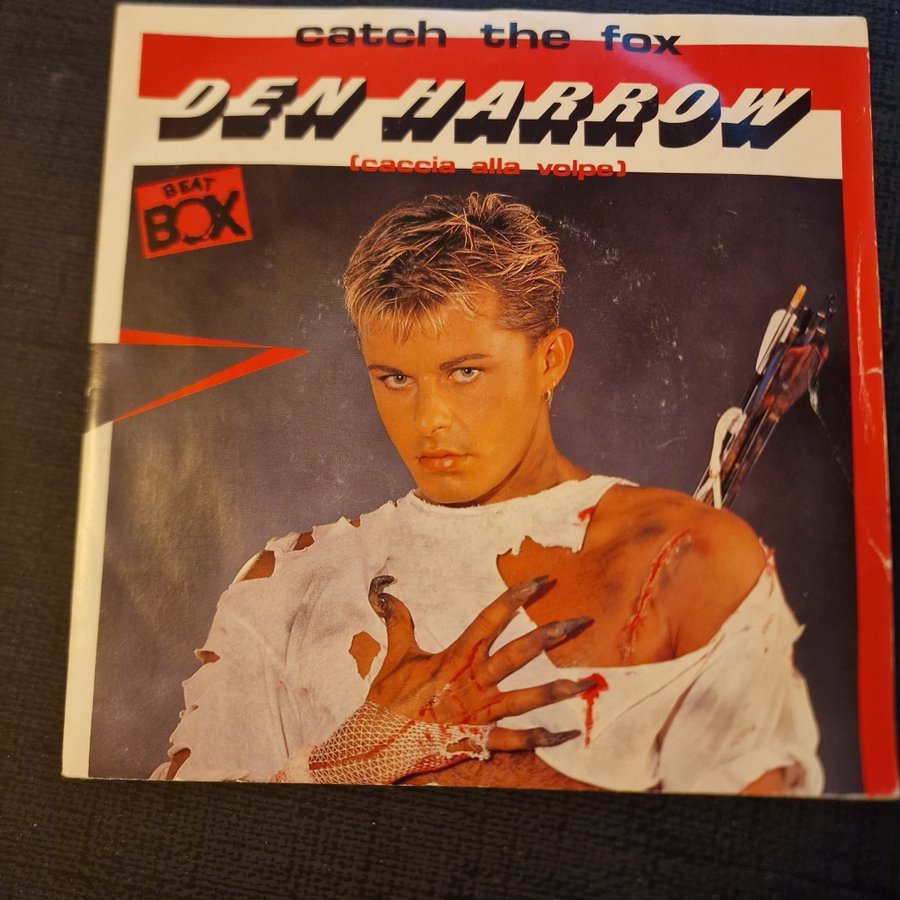 catch the fox
DEN HARROW
(caccia alla volpe)
BEAT
BOX